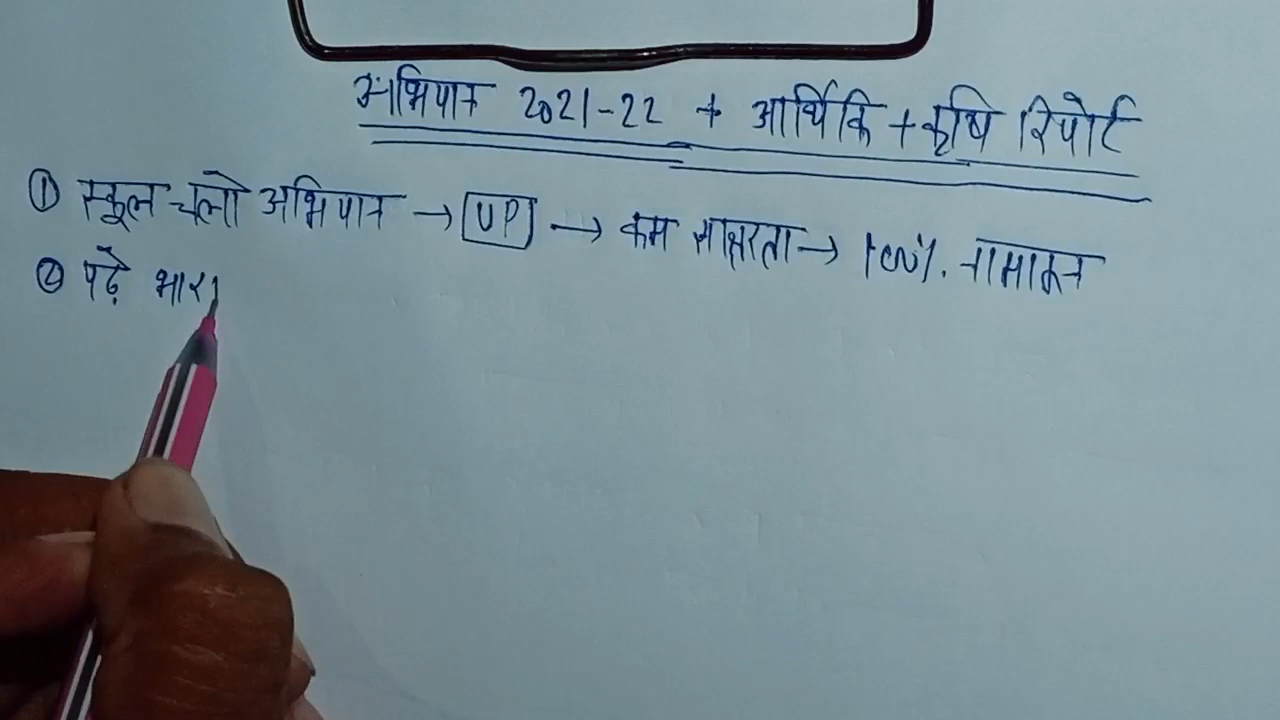 अभियान 2021-22 + आर्थिकि + कृषि रिपोर्ट
① स्कूल चलो अभियान → UP → कम साक्षरता → 100%. नामांकन
② पढ़े भार